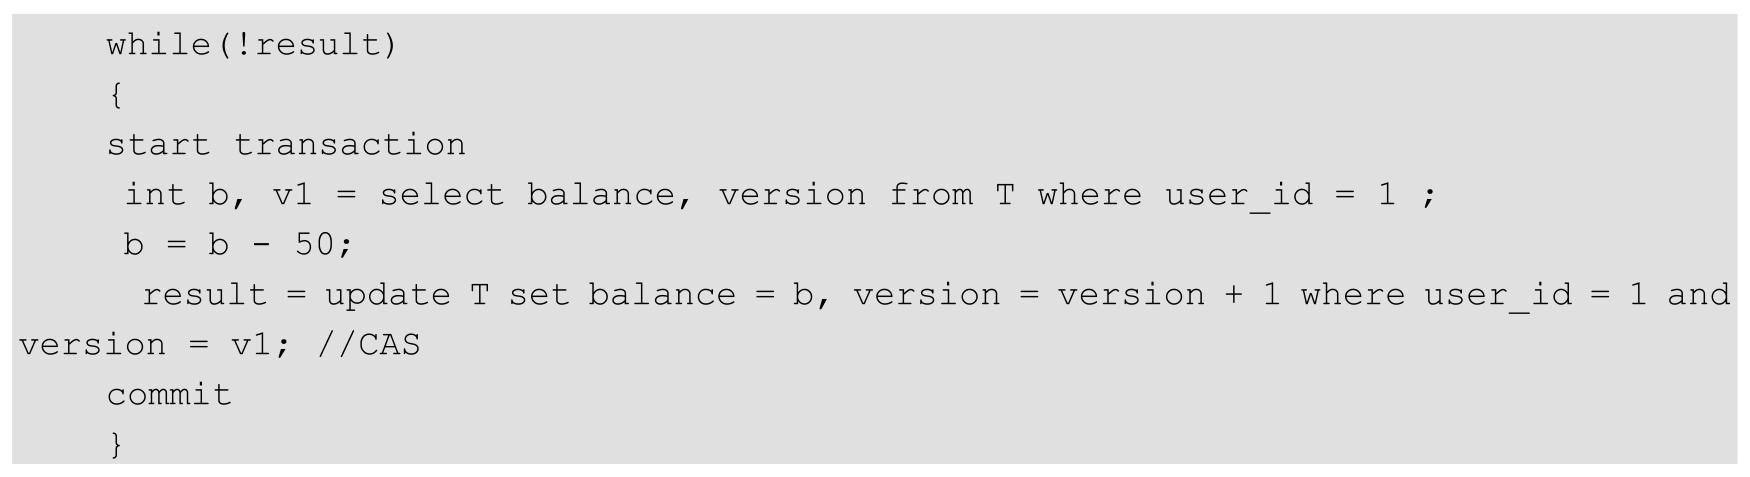 while(!result)
{
start transaction
int b, v1 = select balance, version from T where user_id = 1 ;
b = b - 50;
result = update T set balance = b, version = version + 1 where user_id = 1 and
version = v1; //CAS
commit
}